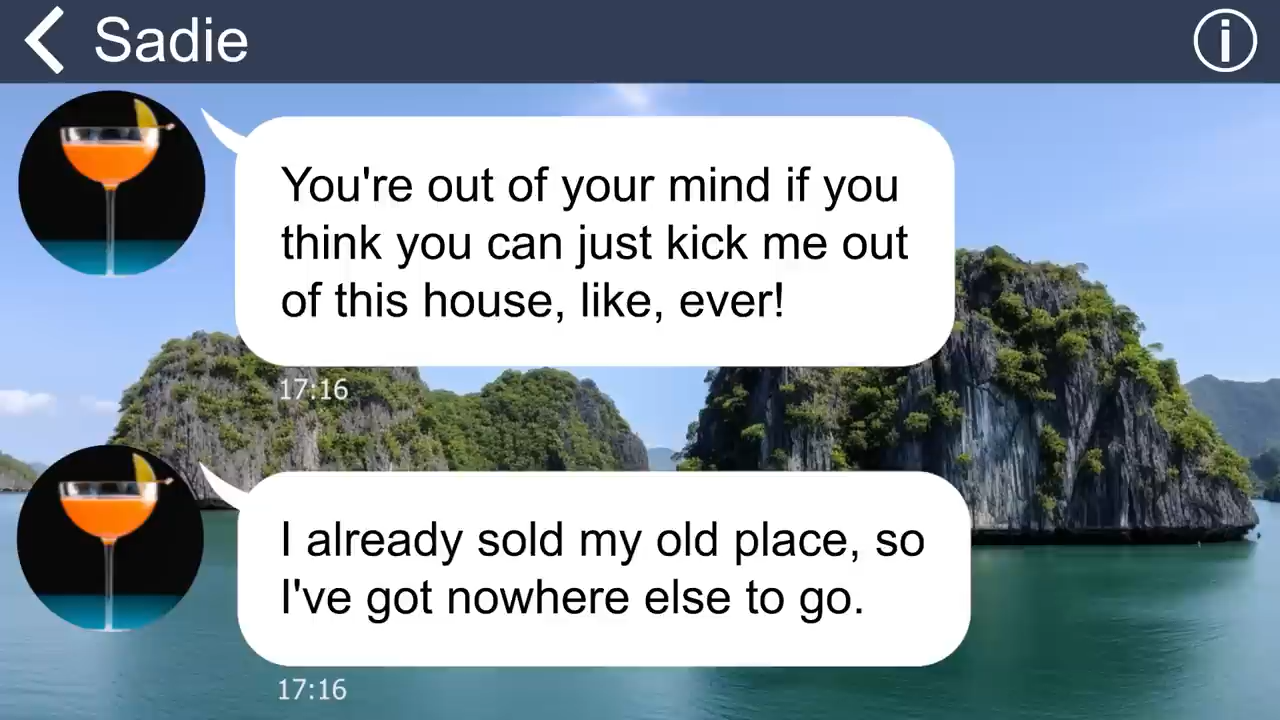 Sadie
You're out of your mind if you
think you can just kick me out
of this house, like, ever!
17:16
I already sold my old place, so
I've got nowhere else to go.
17:16